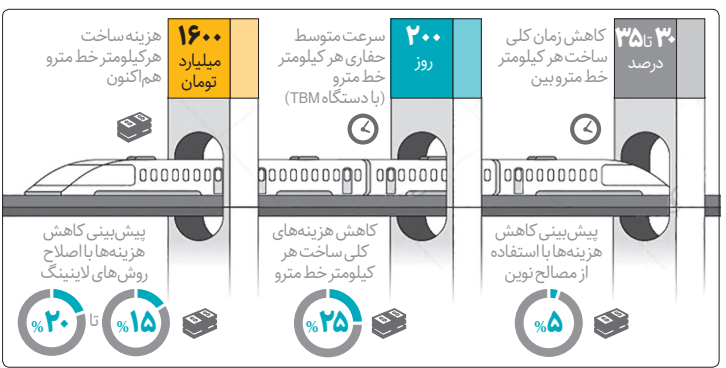 کاهش زمان کلی
ساخت هر کیلومتر
خط مترو بین
۳۰ تا ۳۵
درصد
سرعت متوسط
حفاری هر کیلومتر
خط مترو
(با دستگاه TBM)
۲۰۰
روز
هزینه ساخت
هر کیلومتر خط مترو
هم‌اکنون
۱۶۰۰
میلیارد
تومان
پیش‌بینی کاهش
هزینه‌ها با استفاده
از مصالح نوین
۵%
کاهش هزینه‌های
کلی ساخت هر
کیلومتر خط مترو
۲۵%
پیش‌بینی کاهش
هزینه‌ها با اصلاح
روش‌های لاینینگ
۱۵% تا ۲۰%